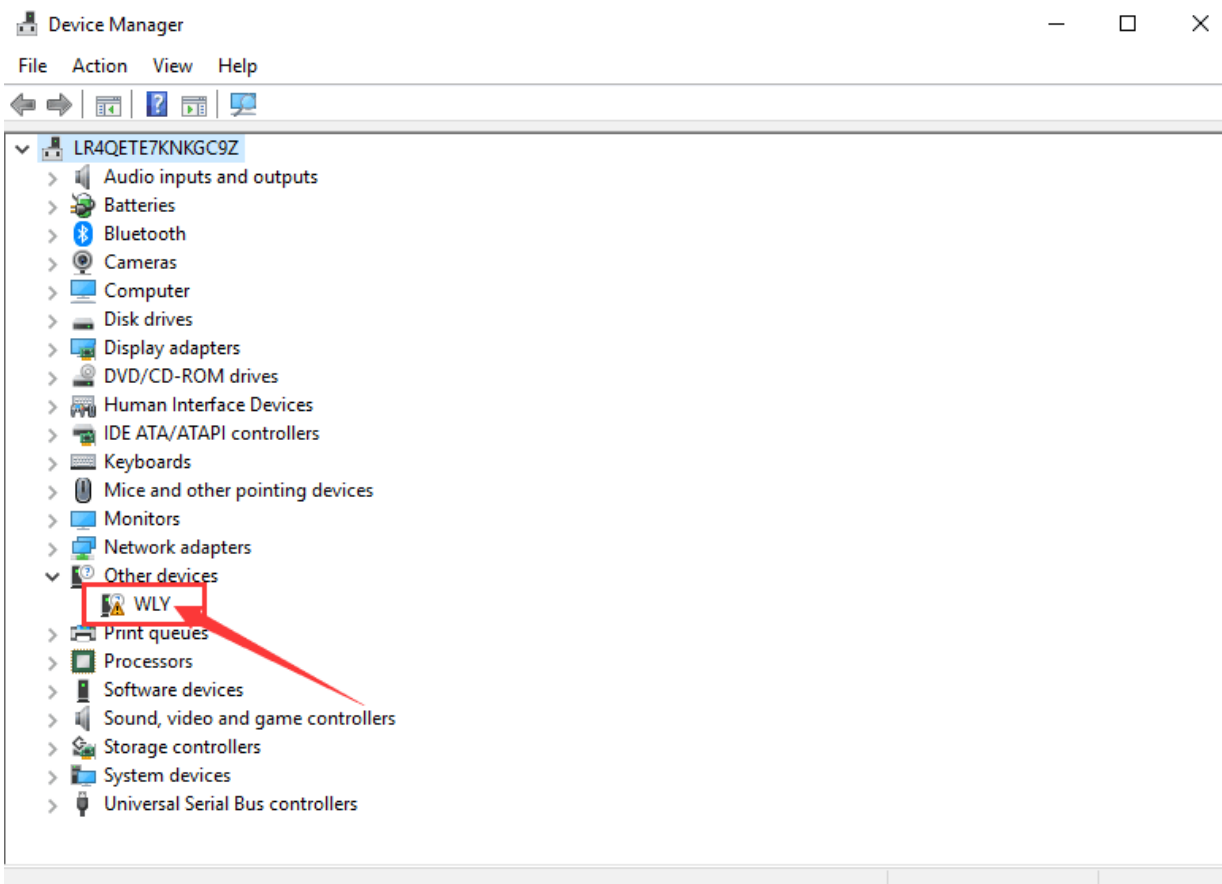 Device Manager
File Action View Help
LR4QETE7KNKGC9Z
Audio inputs and outputs
Batteries
Bluetooth
Cameras
Computer
Disk drives
Display adapters
DVD/CD-ROM drives
Human Interface Devices
IDE ATA/ATAPI controllers
Keyboards
Mice and other pointing devices
Monitors
Network adapters
Other devices
WLY
Print queues
Processors
Software devices
Sound, video and game controllers
Storage controllers
System devices
Universal Serial Bus controllers